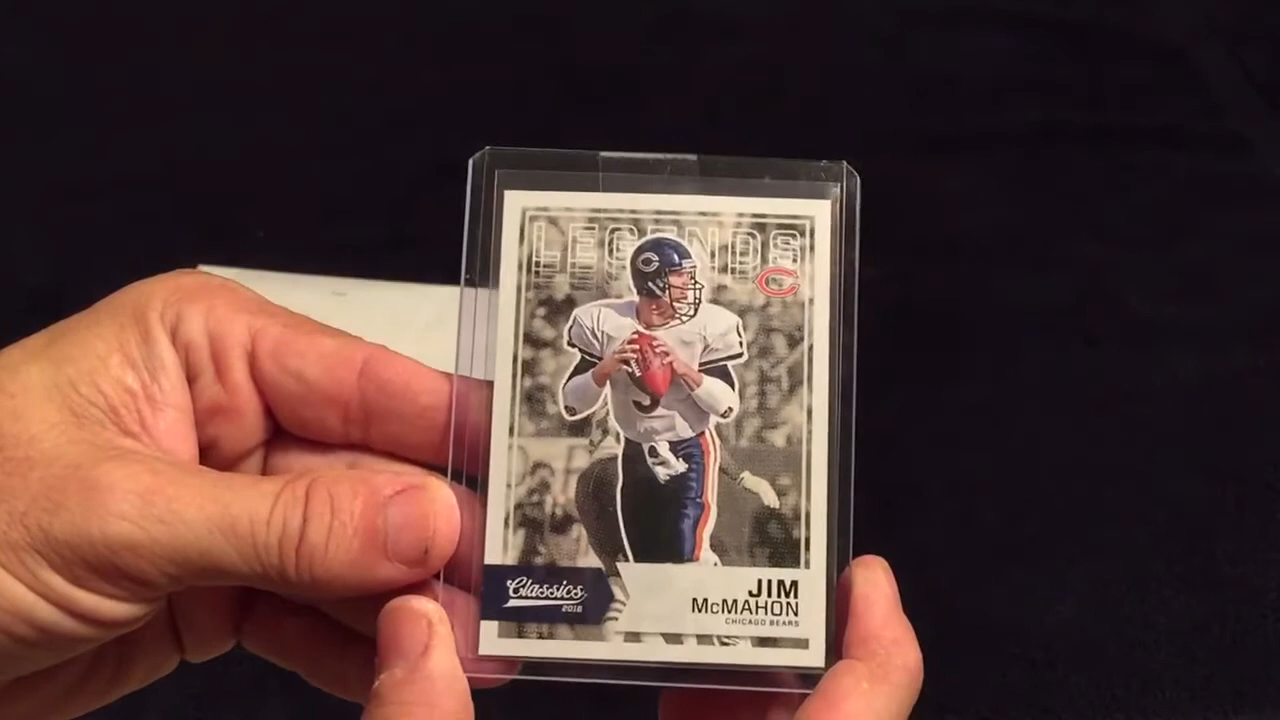 LEGENDS
C
C
Classics
2016
JIM
McMAHON
CHICAGO BEARS